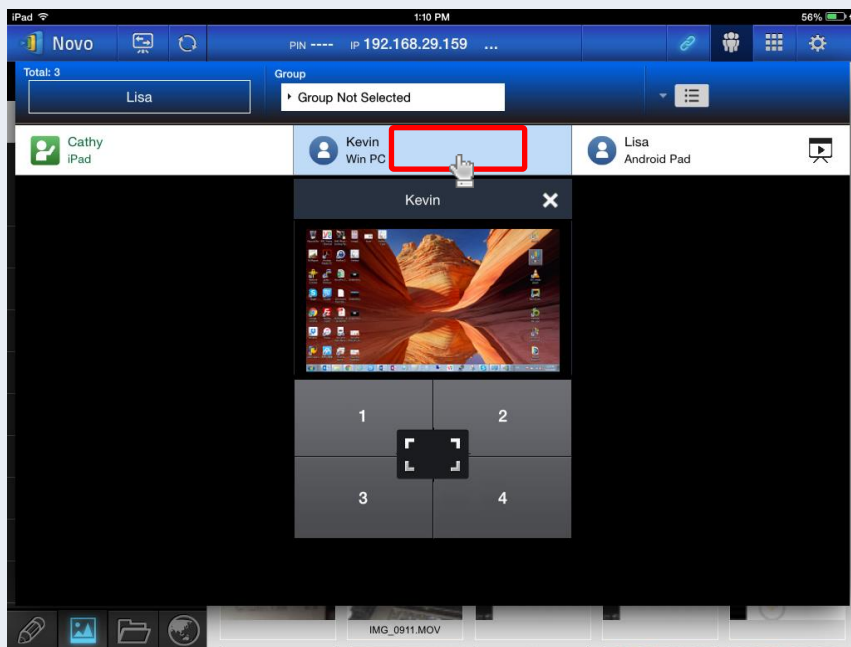 iPad
1:10 PM
56%
Novo
PIN ---- IP 192.168.29.159 ...
Total: 3
Group
Lisa
Group Not Selected
Cathy
iPad
Kevin
Win PC
Lisa
Android Pad
Kevin
1
2
3
4
IMG_0911.MOV